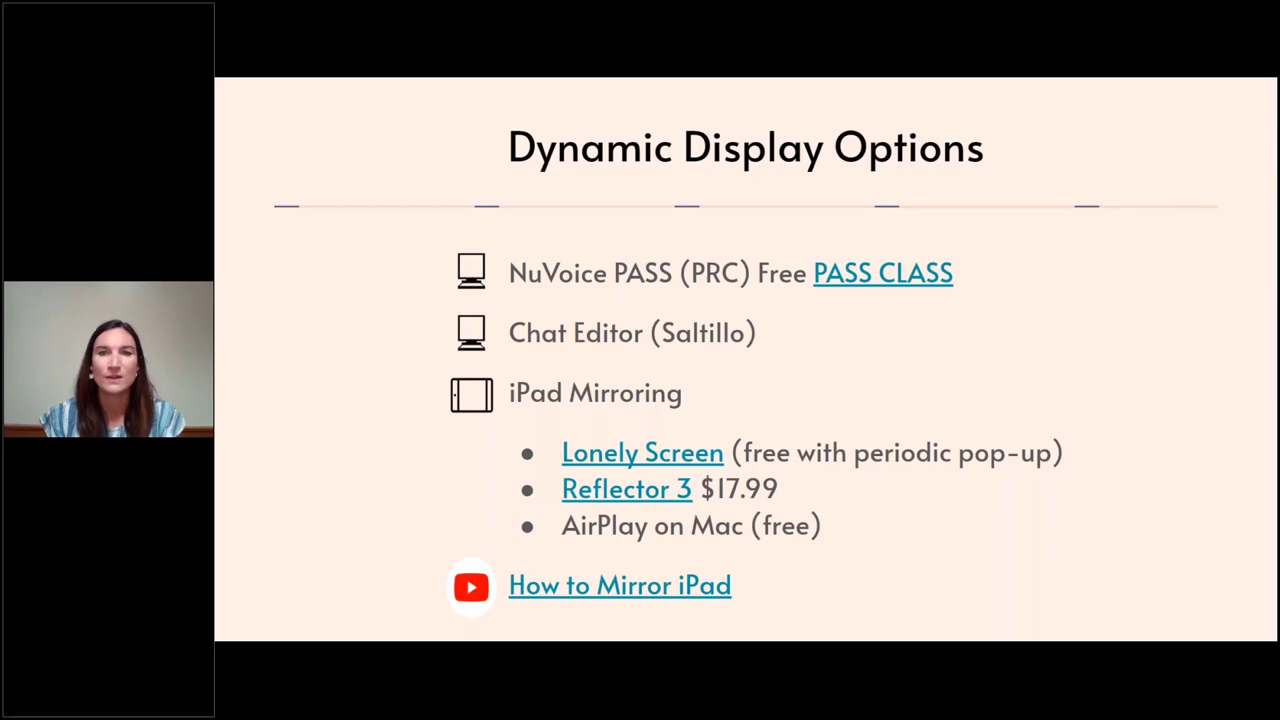 Dynamic Display Options
NuVoice PASS (PRC) Free PASS CLASS
Chat Editor (Saltillo)
iPad Mirroring
● Lonely Screen (free with periodic pop-up)
● Reflector 3 $17.99
● AirPlay on Mac (free)
How to Mirror iPad